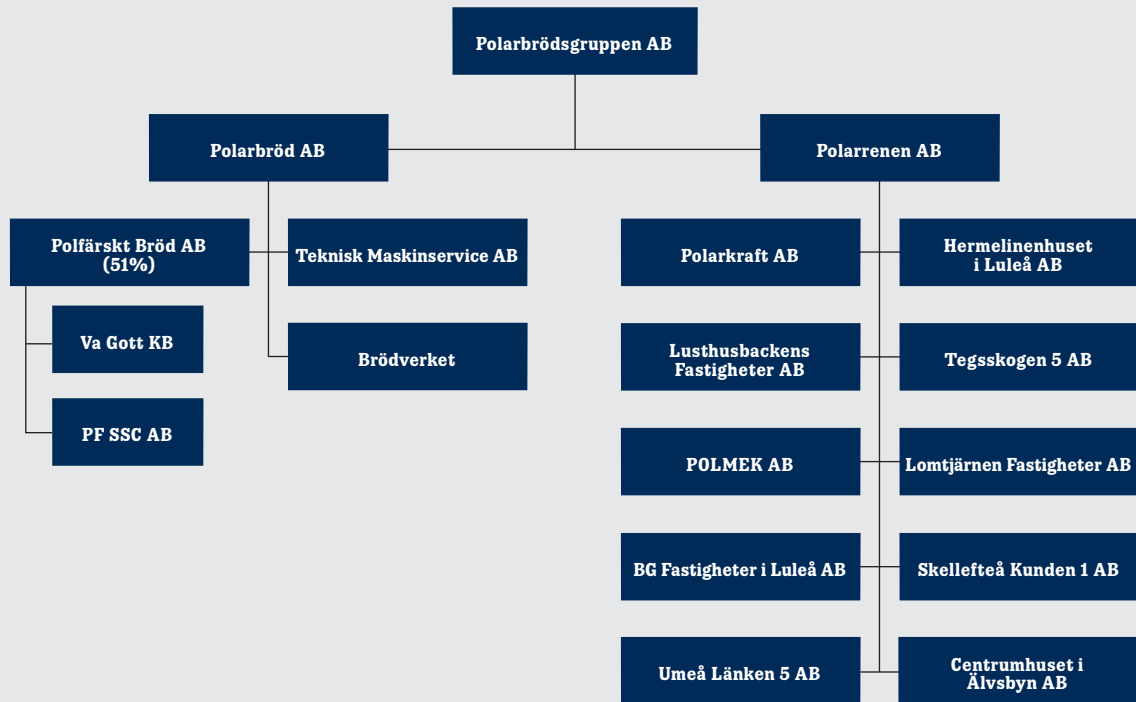 Polarbrödsgruppen AB
Polarbröd AB
Polarrenen AB
Polfärskt Bröd AB
(51%)
Teknisk Maskinservice AB
Va Gott KB
Brödverket
PF SSC AB
Polarkraft AB
Hermelinenhuset
i Luleå AB
Lusthusbackens
Fastigheter AB
Tegsskogen 5 AB
POLMEK AB
Lomtjärnen Fastigheter AB
BG Fastigheter i Luleå AB
Skellefteå Kunden 1 AB
Umeå Länken 5 AB
Centrumhuset i
Älvsbyn AB